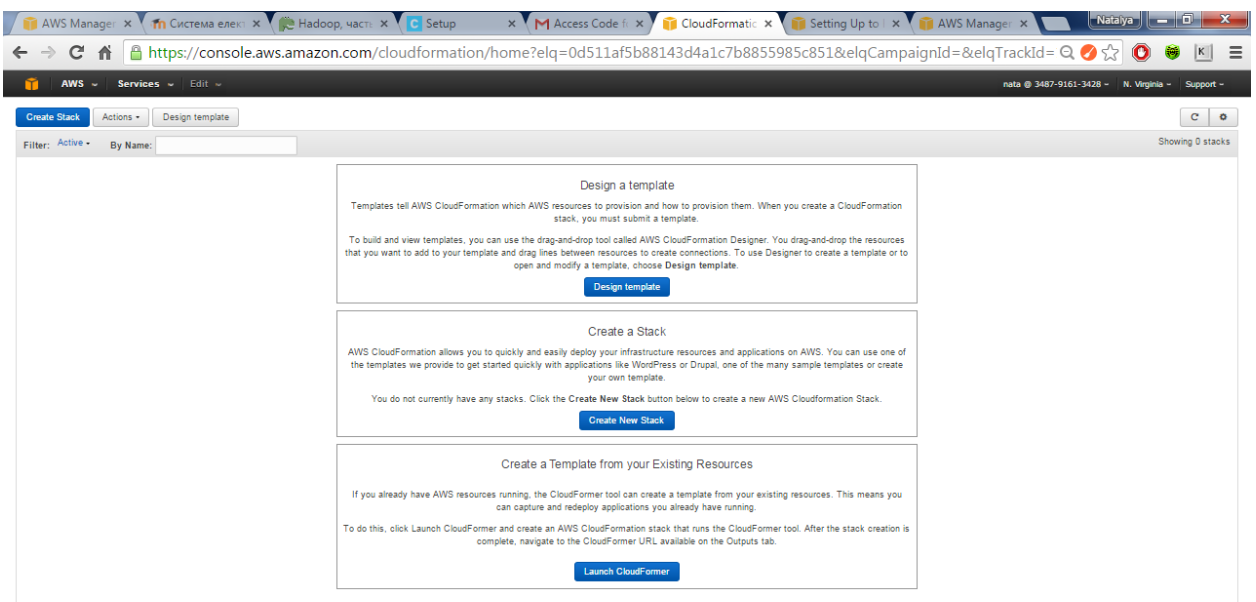 AWS Manager
Система елект
Hadoop, част
Setup
Access Code f
CloudFormatic
Setting Up to
AWS Manager
Natalya
https://console.aws.amazon.com/cloudformation/home?elq=0d511af5b88143d4a1c7b8855985c851&elqCampaignId=&elqTrackId=
AWS
Services
Edit
nata @ 3487-9161-3428
N. Virginia
Support
Create Stack
Actions
Design template
Filter: Active
By Name:
Showing 0 stacks
Design a template
Templates tell AWS CloudFormation which AWS resources to provision and how to provision them. When you create a CloudFormation
stack, you must submit a template.
To build and view templates, you can use the drag-and-drop tool called AWS CloudFormation Designer. You drag-and-drop the resources
that you want to add to your template and drag lines between resources to create connections. To use Designer to create a template or to
open and modify a template, choose Design template.
Design template
Create a Stack
AWS CloudFormation allows you to quickly and easily deploy your infrastructure resources and applications on AWS. You can use one of
the templates we provide to get started quickly with applications like WordPress or Drupal, one of the many sample templates or create
your own template.
You do not currently have any stacks. Click the Create New Stack button below to create a new AWS Cloudformation Stack.
Create New Stack
Create a Template from your Existing Resources
If you already have AWS resources running, the CloudFormer tool can create a template from your existing resources. This means you
can capture and redeploy applications you already have running.
To do this, click Launch CloudFormer and create an AWS CloudFormation stack that runs the CloudFormer tool. After the stack creation is
complete, navigate to the CloudFormer URL available on the Outputs tab.
Launch CloudFormer